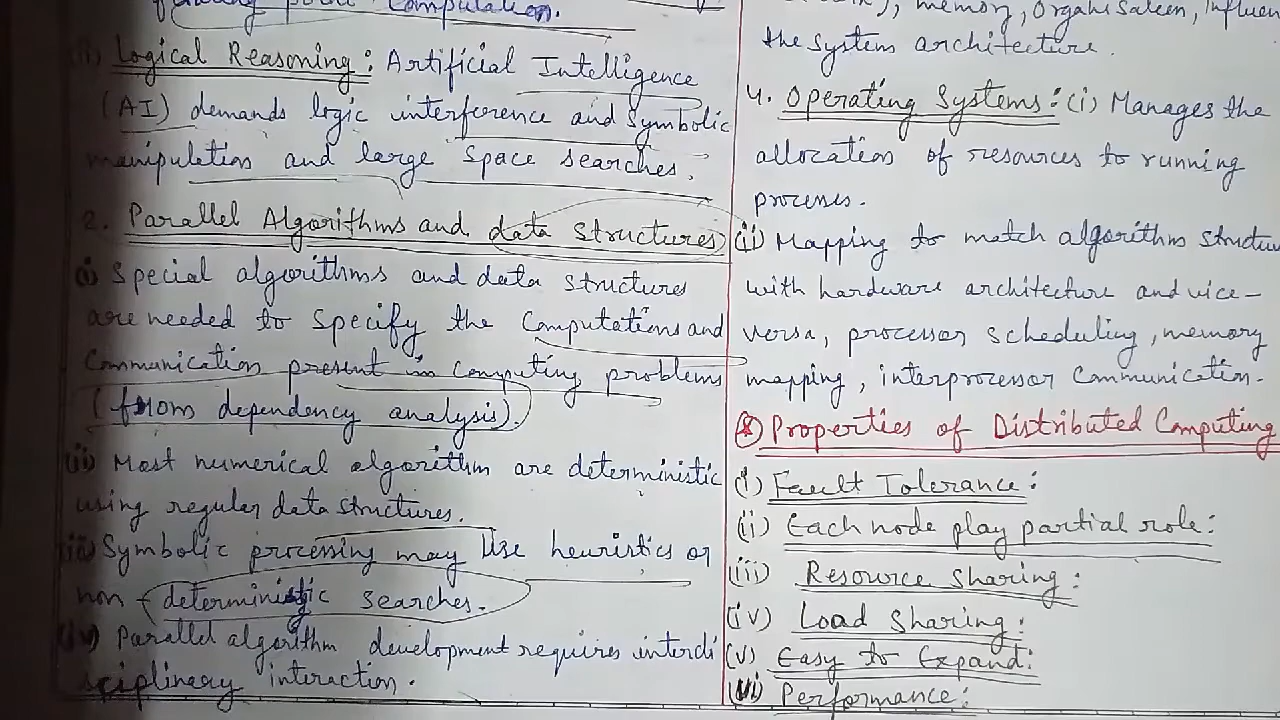 point computation.
(ii) Logical Reasoning: Artificial Intelligence
(AI) demands logic interference and symbolic
manipulation and large space searches.
2. Parallel Algorithms and data structures
(i) Special algorithms and data structures
are needed to specify the computations and
communication present in computing problems
(from dependency analysis).
(ii) Most numerical algorithm are deterministic
using regular data structures.
(iii) Symbolic processing may use heuristics or
non-deterministic searches.
(iv) Parallel algorithm development requires interdi
sciplinary interaction.
memory, Organisation, influen
the system architecture.
4. Operating Systems: (i) Manages the
allocation of resources to running
processes.
(ii) Mapping to match algorithm structu
with hardware architecture and vice-
versa, processor scheduling, memory
mapping, interprocessor communication.
Properties of Distributed Computing
(i) Fault Tolerance:
(ii) Each node play partial role:
(iii) Resource Sharing:
(iv) Load Sharing:
(v) Easy to Expand:
(vi) Performance: